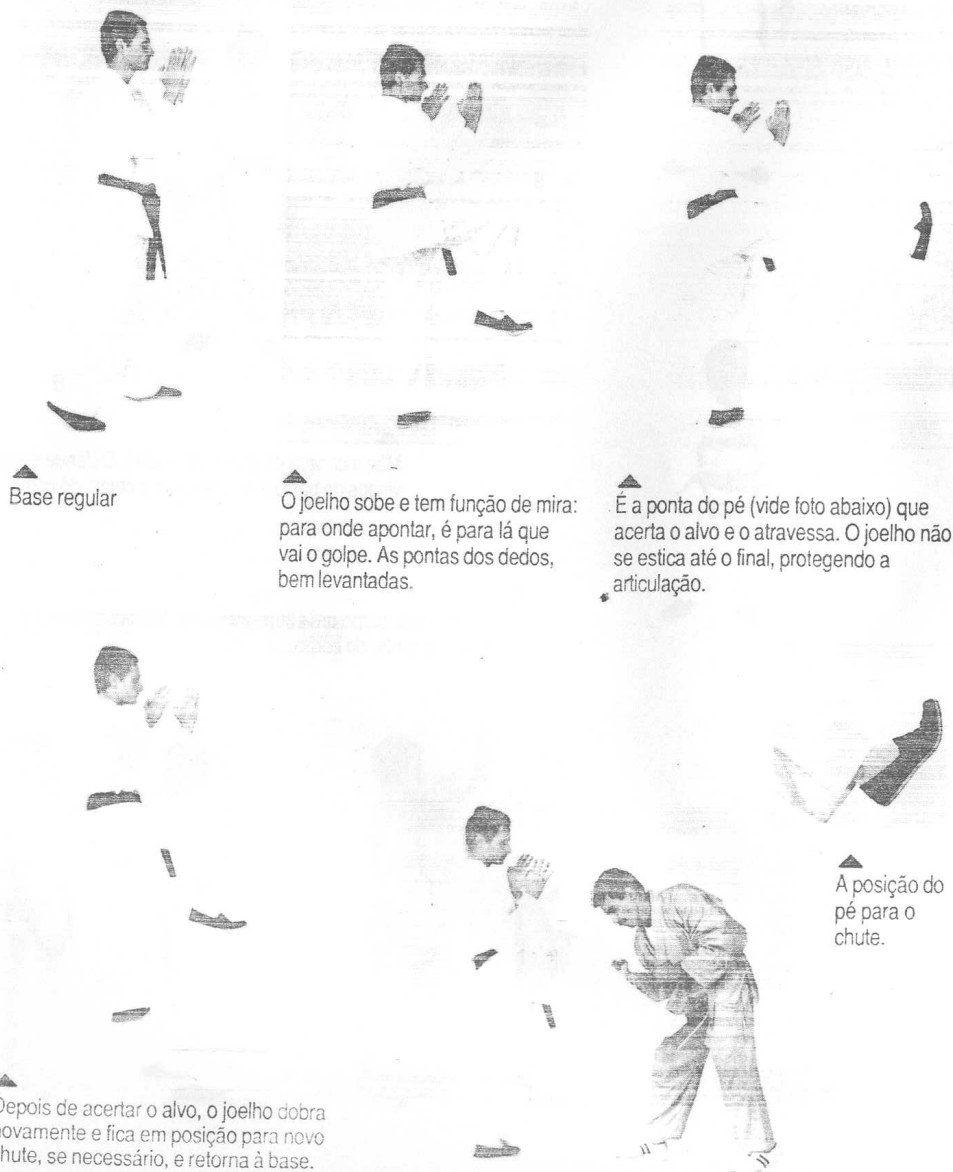 Base regular
O joelho sobe e tem função de mira:
para onde apontar, é para lá que
vai o golpe. As pontas dos dedos,
bem levantadas.
É a ponta do pé (vide foto abaixo) que
acerta o alvo e o atravessa. O joelho não
se estica até o final, protegendo a
articulação.
A posição do
pé para o
chute.
Depois de acertar o alvo, o joelho dobra
novamente e fica em posição para novo
chute, se necessário, e retorna à base.